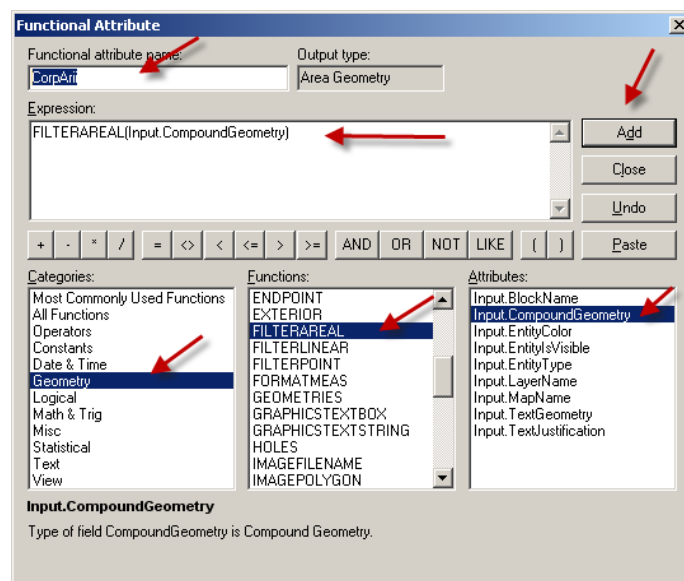 Functional Attribute
Functional attribute name:
Output type:
CorpArii
Area Geometry
Expression:
FILTERAREAL(Input.CompoundGeometry)
Add
Close
Undo
Paste
+ - * / = <> < <= > >= AND OR NOT LIKE ( )
Categories:
Most Commonly Used Functions
All Functions
Operators
Constants
Date & Time
Geometry
Logical
Math & Trig
Misc
Statistical
Text
View
Functions:
ENDPOINT
EXTERIOR
FILTERAREAL
FILTERLINEAR
FILTERPOINT
FORMATMEAS
GEOMETRIES
GRAPHICSTEXTBOX
GRAPHICSTEXTSTRING
HOLES
IMAGEFILENAME
IMAGEPOLYGON
Attributes:
Input.BlockName
Input.CompoundGeometry
Input.EntityColor
Input.EntityIsVisible
Input.EntityType
Input.LayerName
Input.MapName
Input.TextGeometry
Input.TextJustification
Input.CompoundGeometry
Type of field CompoundGeometry is Compound Geometry.